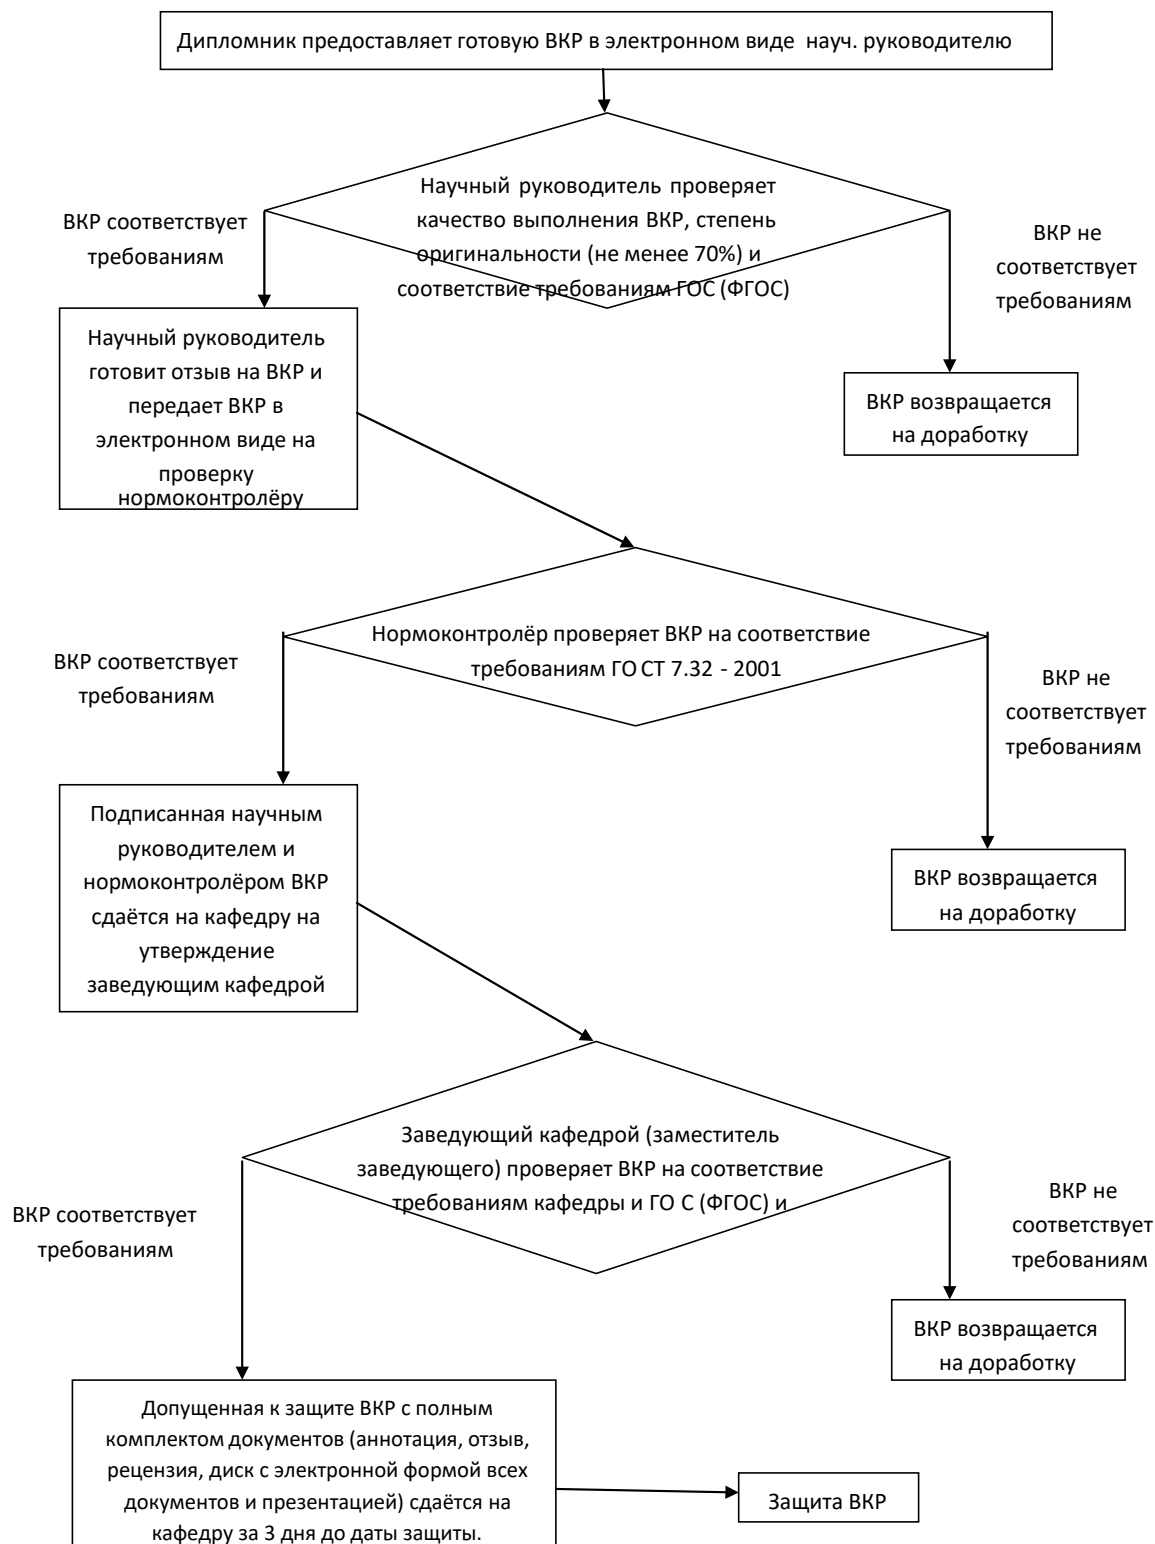 Дипломник предоставляет готовую ВКР в электронном виде науч. руководителю
Научный руководитель проверяет
качество выполнения ВКР, степень
оригинальности (не менее 70%) и
соответствие требованиям ГОС (ФГОС)
ВКР соответствует
требованиям
ВКР не
соответствует
требованиям
Научный руководитель
готовит отзыв на ВКР и
передает ВКР в
электронном виде на
проверку
нормоконтролёру
ВКР возвращается
на доработку
Нормоконтролёр проверяет ВКР на соответствие
требованиям ГО СТ 7.32 - 2001
ВКР соответствует
требованиям
ВКР не
соответствует
требованиям
Подписанная научным
руководителем и
нормоконтролёром ВКР
сдаётся на кафедру на
утверждение
заведующим кафедрой
ВКР возвращается
на доработку
Заведующий кафедрой (заместитель
заведующего) проверяет ВКР на соответствие
требованиям кафедры и ГО С (ФГОС) и
ВКР соответствует
требованиям
ВКР не
соответствует
требованиям
ВКР возвращается
на доработку
Допущенная к защите ВКР с полным
комплектом документов (аннотация, отзыв,
рецензия, диск с электронной формой всех
документов и презентацией) сдаётся на
кафедру за 3 дня до даты защиты.
Защита ВКР